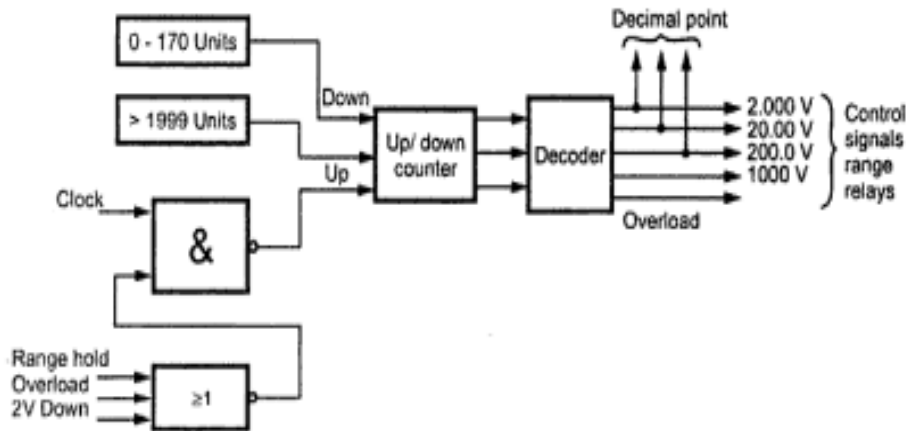 Decimal point
0 - 170 Units
Down
> 1999 Units
Up/ down
counter
Up
Decoder
2.000 V
20.00 V
200.0 V
1000 V
Overload
Control
signals
range
relays
Clock
&
Range hold
Overload
2V Down
≥1